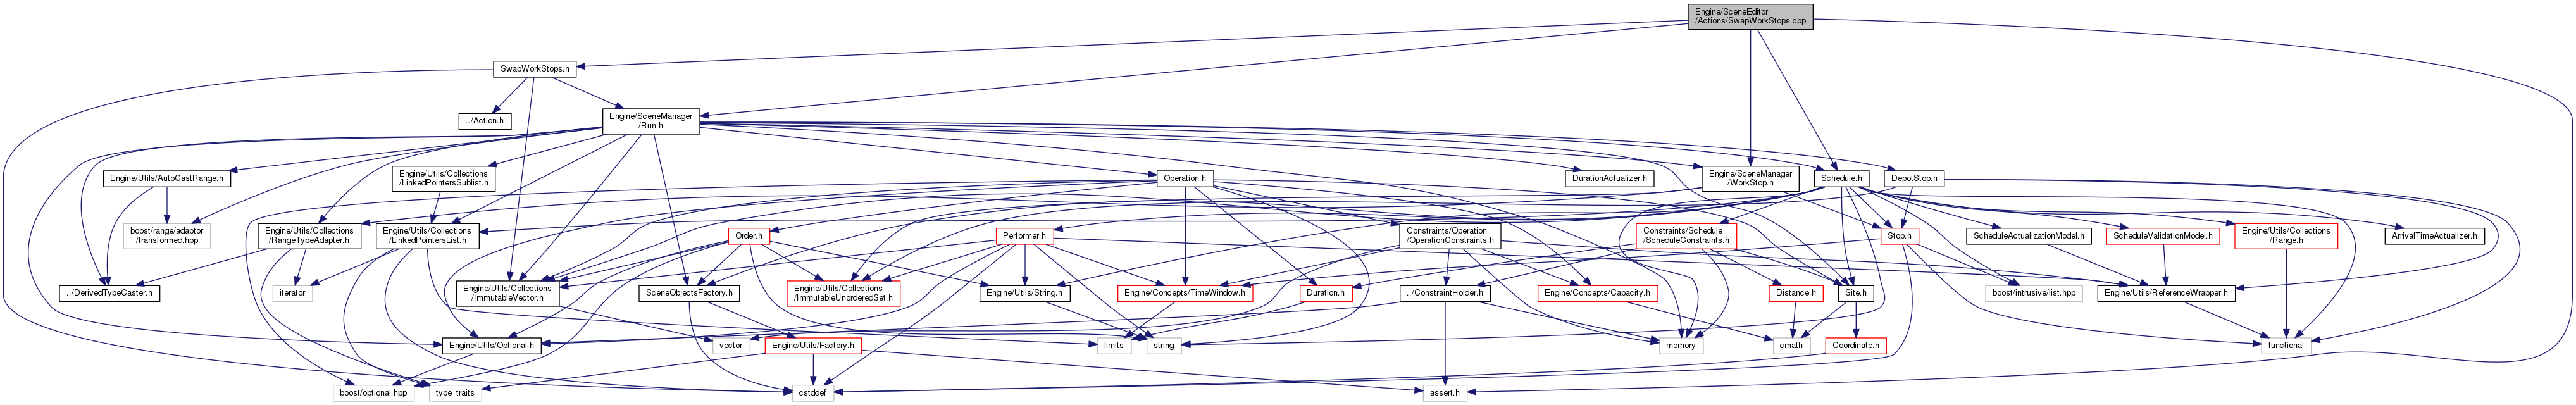 Engine/SceneEditor
/Actions/SwapWorkStops.cpp
SwapWorkStops.h
../Action.h
Engine/SceneManager
/Run.h
Engine/Utils/AutoCastRange.h
Engine/Utils/Collections
/LinkedPointersSublist.h
Operation.h
DurationActualizer.h
Engine/SceneManager
/WorkStop.h
Schedule.h
DepotStop.h
boost/range/adaptor
/transformed.hpp
Engine/Utils/Collections
/RangeTypeAdapter.h
Engine/Utils/Collections
/LinkedPointersList.h
Order.h
Performer.h
Constraints/Operation
/OperationConstraints.h
Constraints/Schedule
/ScheduleConstraints.h
Stop.h
ScheduleActualizationModel.h
ScheduleValidationModel.h
Engine/Utils/Collections
/Range.h
ArrivalTimeActualizer.h
../DerivedTypeCaster.h
iterator
Engine/Utils/Collections
/ImmutableVector.h
SceneObjectsFactory.h
Engine/Utils/Collections
/ImmutableUnorderedSet.h
Engine/Utils/String.h
Engine/Concepts/TimeWindow.h
Duration.h
../ConstraintHolder.h
Engine/Concepts/Capacity.h
Distance.h
Site.h
boost/intrusive/list.hpp
Engine/Utils/ReferenceWrapper.h
Engine/Utils/Optional.h
vector
Engine/Utils/Factory.h
limits
string
memory
cmath
Coordinate.h
functional
boost/optional.hpp
type_traits
cstddef
assert.h